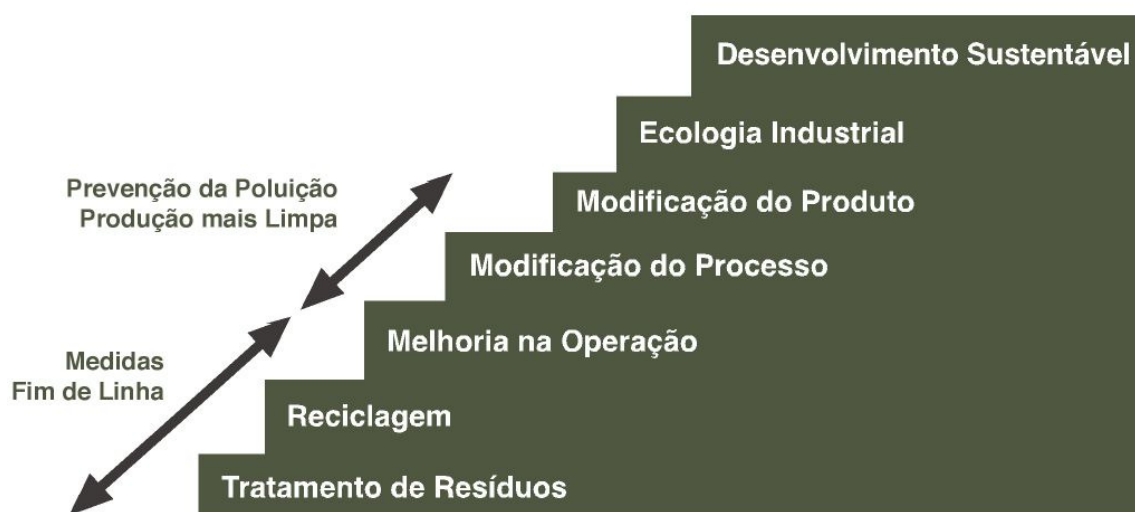 Desenvolvimento Sustentável
Ecologia Industrial
Prevenção da Poluição
Produção mais Limpa
Modificação do Produto
Modificação do Processo
Melhoria na Operação
Medidas
Fim de Linha
Reciclagem
Tratamento de Resíduos